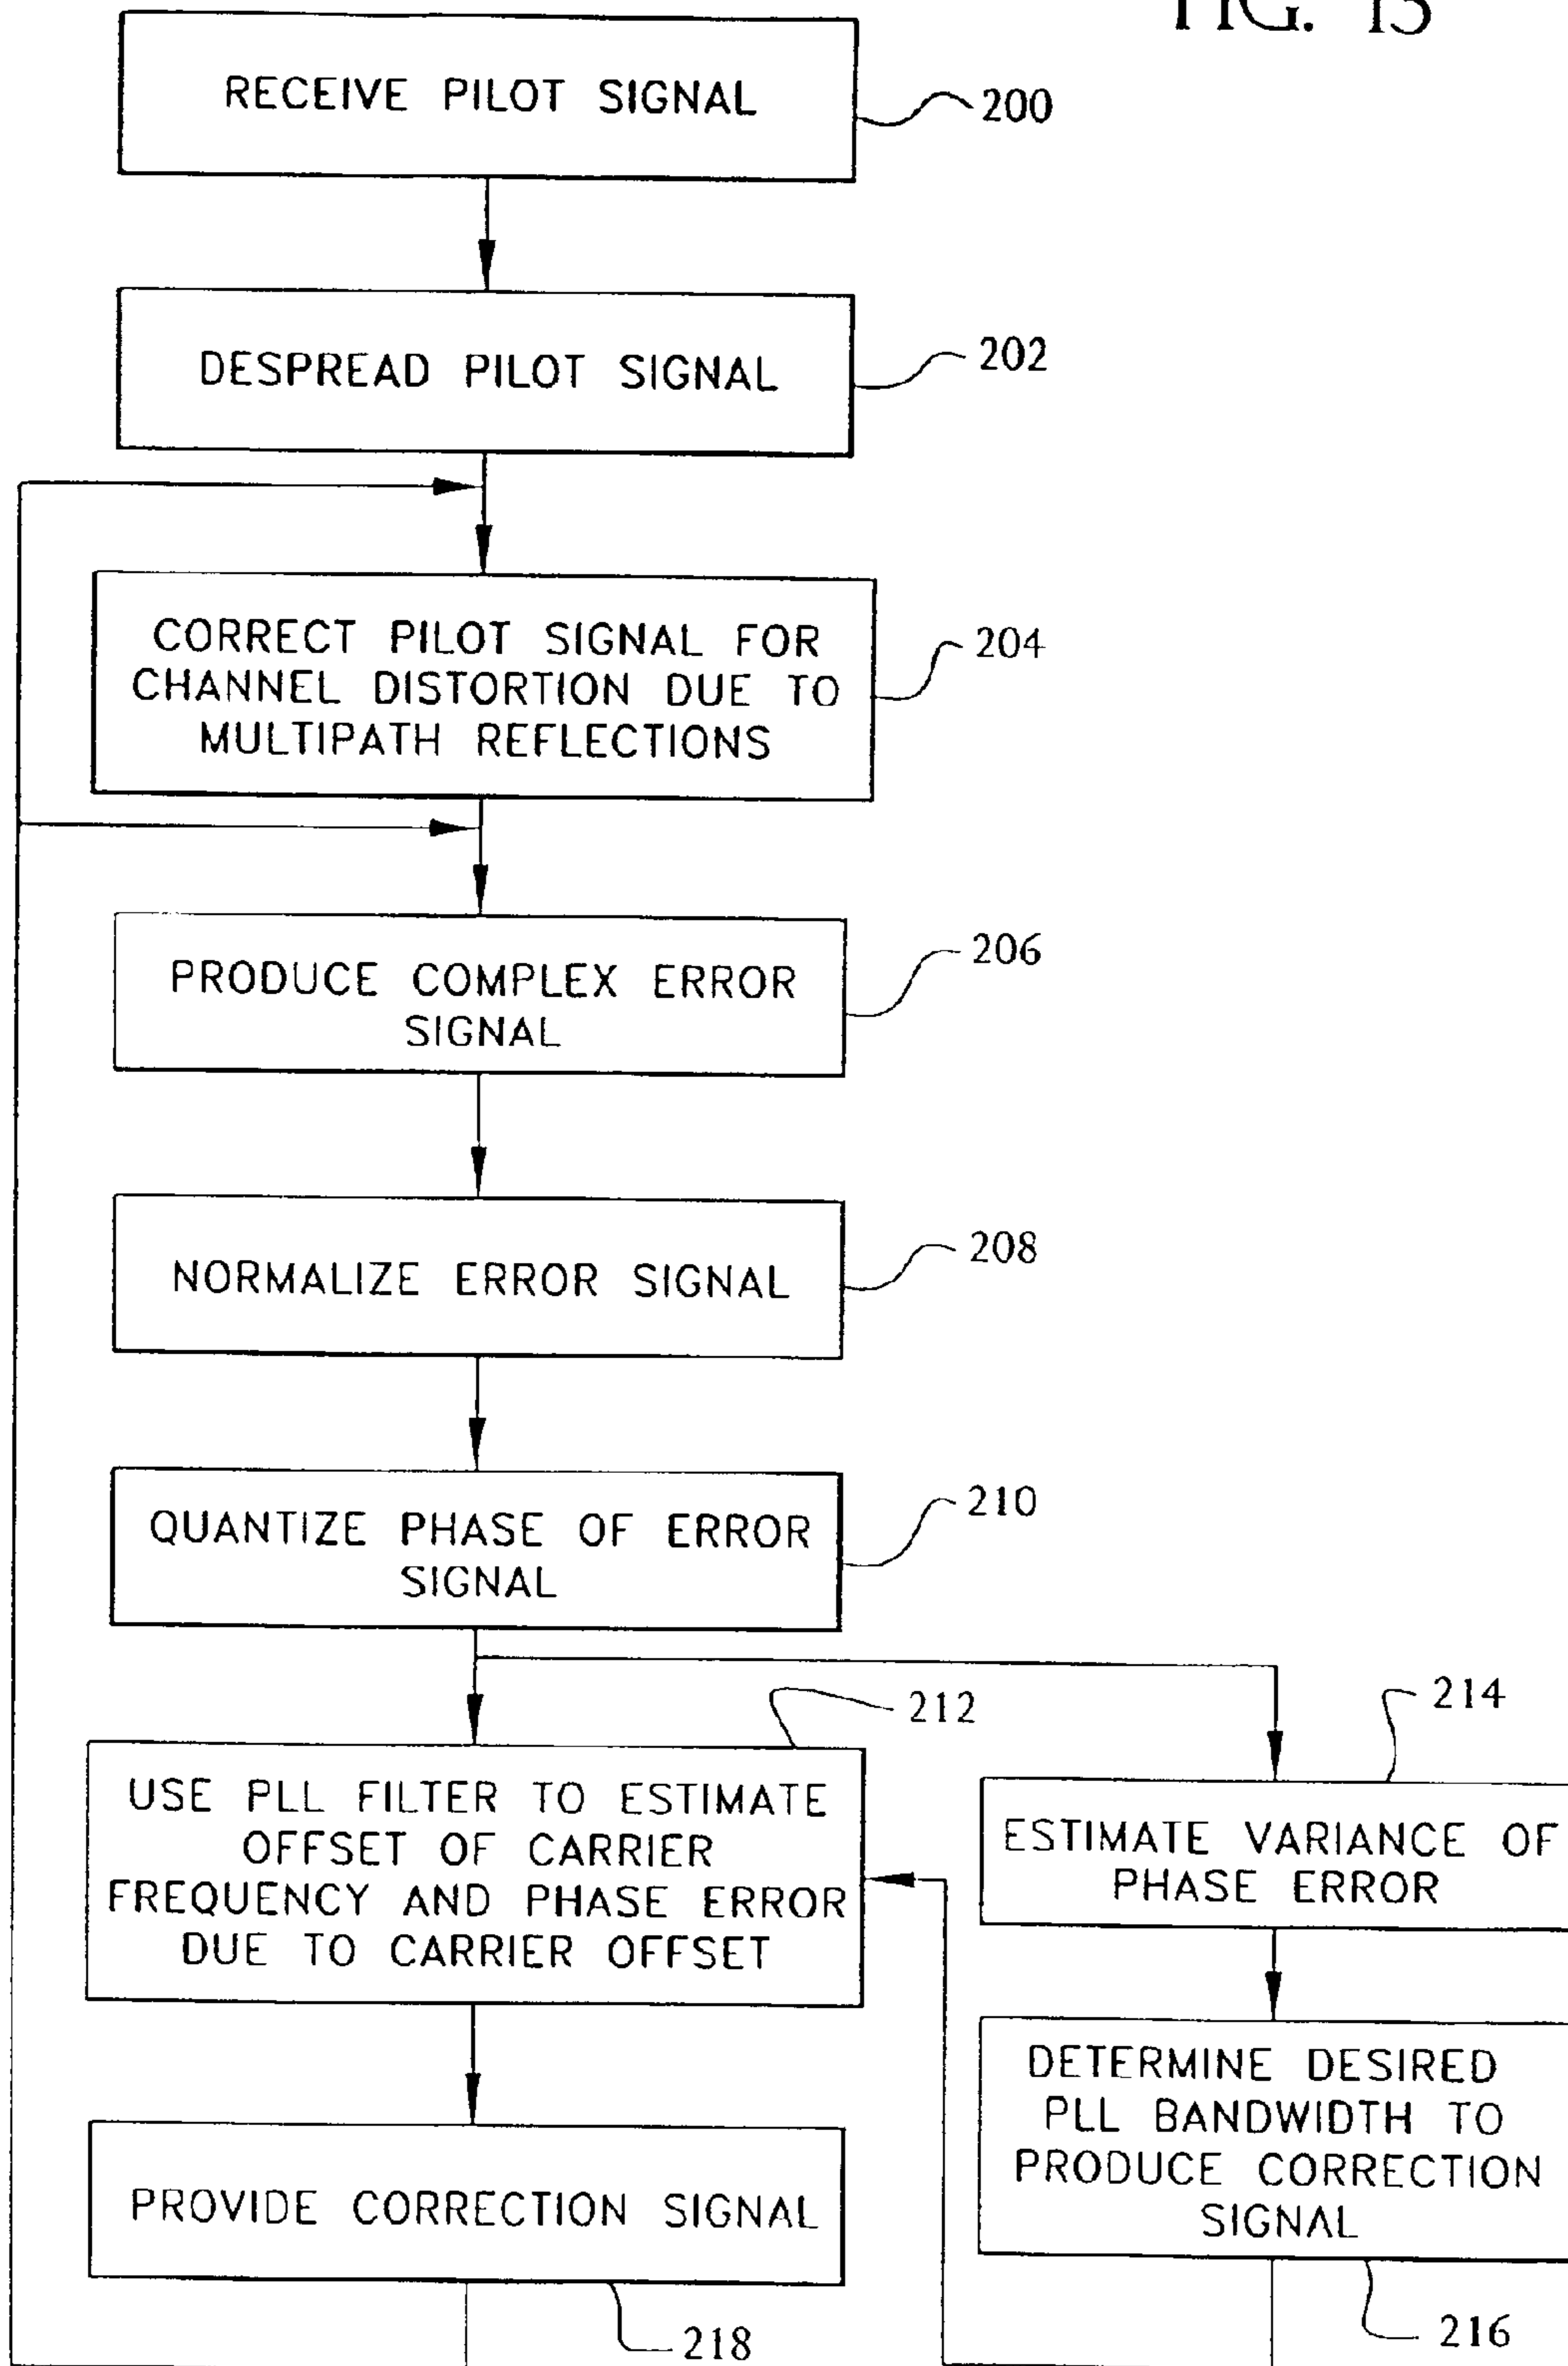 FIG. 13
RECEIVE PILOT SIGNAL
200
DESPREAD PILOT SIGNAL
202
CORRECT PILOT SIGNAL FOR
CHANNEL DISTORTION DUE TO
MULTIPATH REFLECTIONS
204
PRODUCE COMPLEX ERROR
SIGNAL
206
NORMALIZE ERROR SIGNAL
208
QUANTIZE PHASE OF ERROR
SIGNAL
210
212
USE PLL FILTER TO ESTIMATE
OFFSET OF CARRIER
FREQUENCY AND PHASE ERROR
DUE TO CARRIER OFFSET
214
ESTIMATE VARIANCE OF
PHASE ERROR
DETERMINE DESIRED
PLL BANDWIDTH TO
PRODUCE CORRECTION
SIGNAL
216
PROVIDE CORRECTION SIGNAL
218